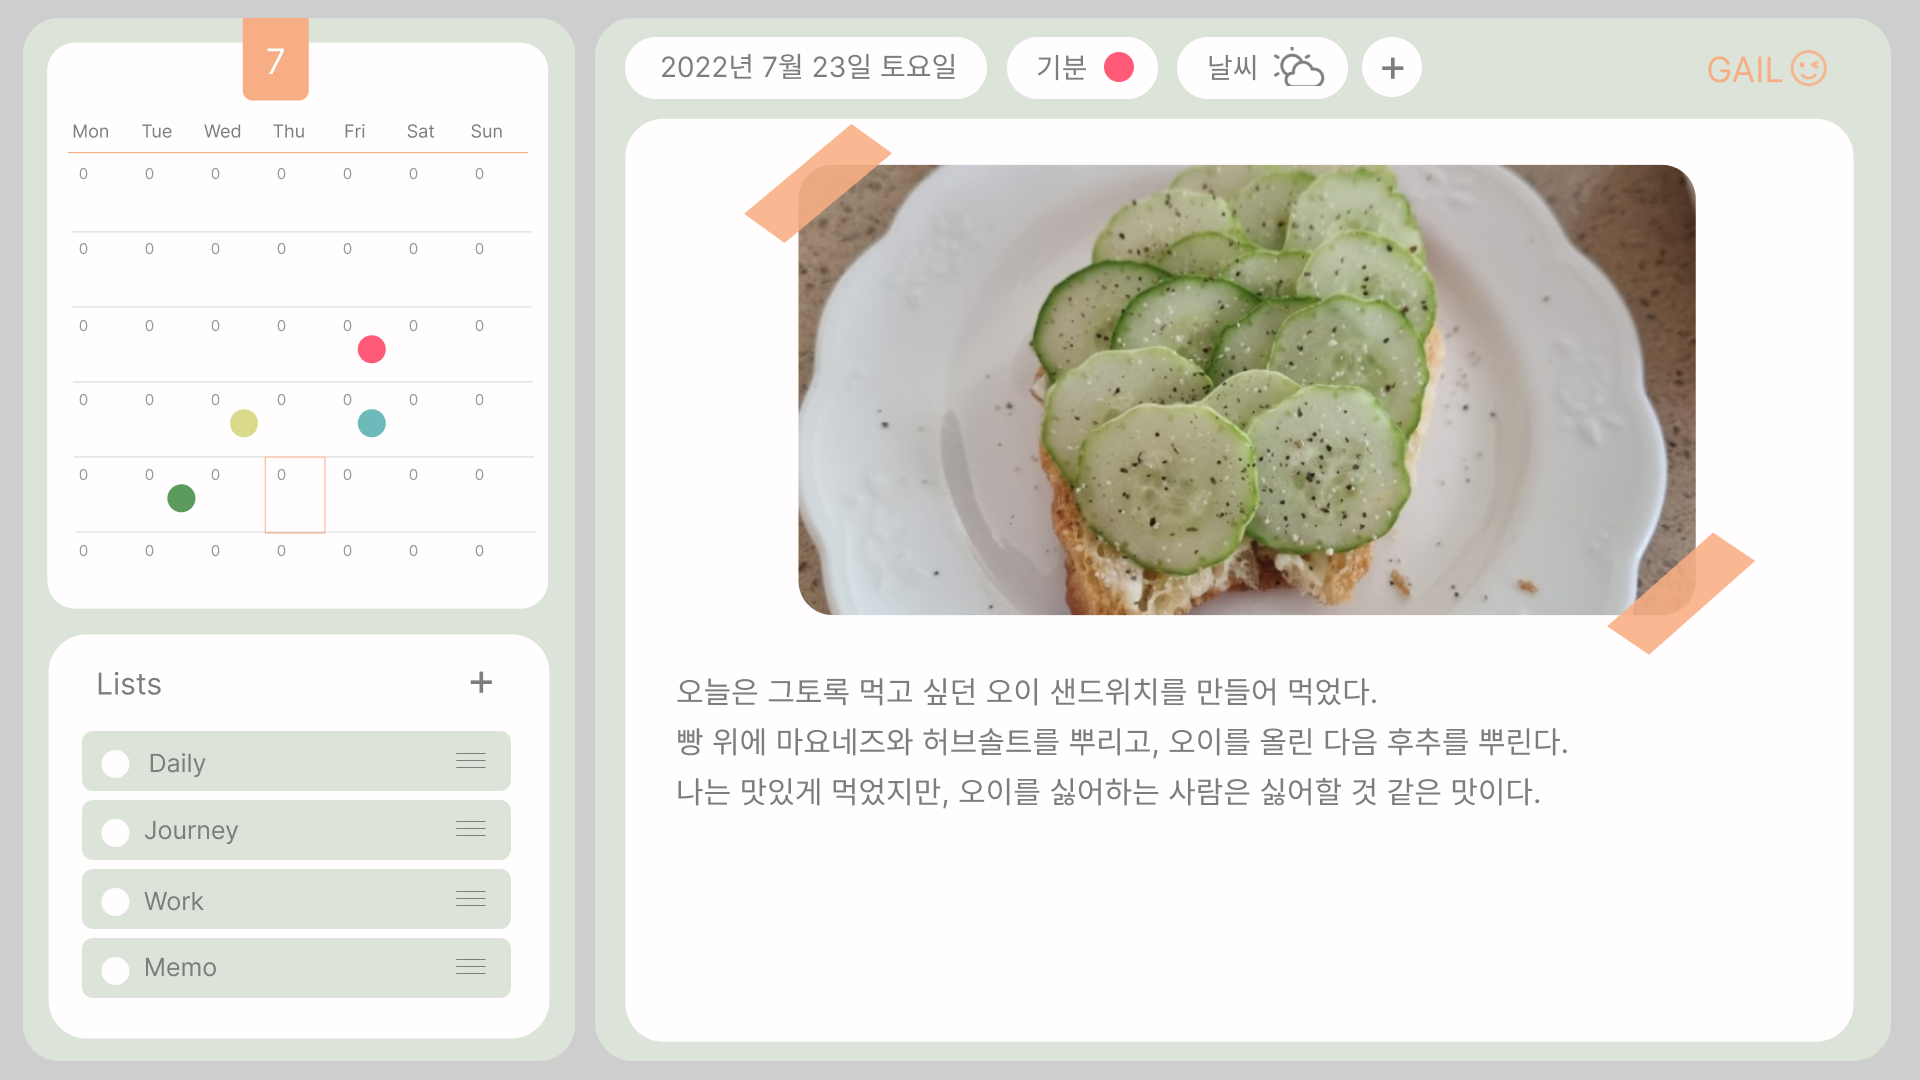 7
Mon Tue Wed Thu Fri Sat Sun
0 0 0 0 0 0 0
0 0 0 0 0 0 0
0 0 0 0 0 0 0
0 0 0 0 0 0 0
0 0 0 0 0 0 0
0 0 0 0 0 0 0
Lists +
Daily
Journey
Work
Memo
2022년 7월 23일 토요일 기분 날씨 + GAIL
오늘은 그토록 먹고 싶던 오이 샌드위치를 만들어 먹었다.
빵 위에 마요네즈와 허브솔트를 뿌리고, 오이를 올린 다음 후추를 뿌린다.
나는 맛있게 먹었지만, 오이를 싫어하는 사람은 싫어할 것 같은 맛이다.